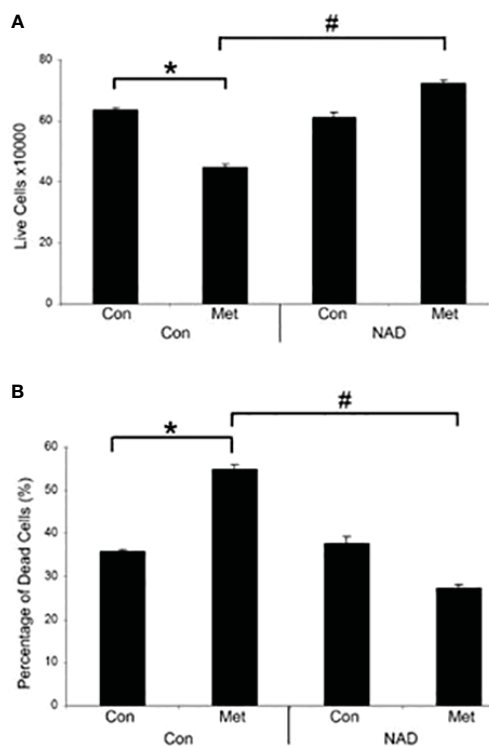 A
#
*
80
60
40
20
0
Live Cells x10000
Con Met Con Met
Con NAD
B
#
*
60
50
40
30
20
10
0
Percentage of Dead Cells (%)
Con Met Con Met
Con NAD